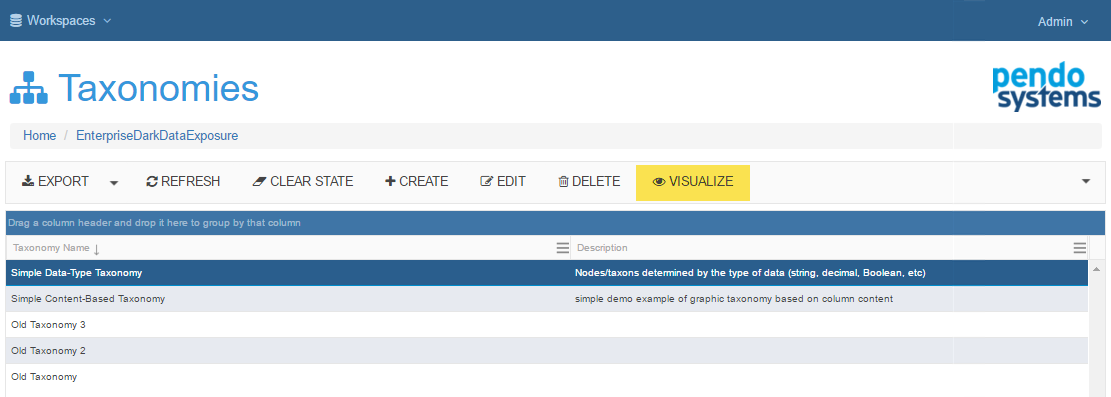 Workspaces Admin
Taxonomies
pendo
systems
Home / EnterpriseDarkDataExposure
EXPORT REFRESH CLEAR STATE CREATE EDIT DELETE VISUALIZE
Drag a column header and drop it here to group by that column
Taxonomy Name ↓ Description
Simple Data-Type Taxonomy Nodes/taxons determined by the type of data (string, decimal, Boolean, etc)
Simple Content-Based Taxonomy simple demo example of graphic taxonomy based on column content
Old Taxonomy 3
Old Taxonomy 2
Old Taxonomy